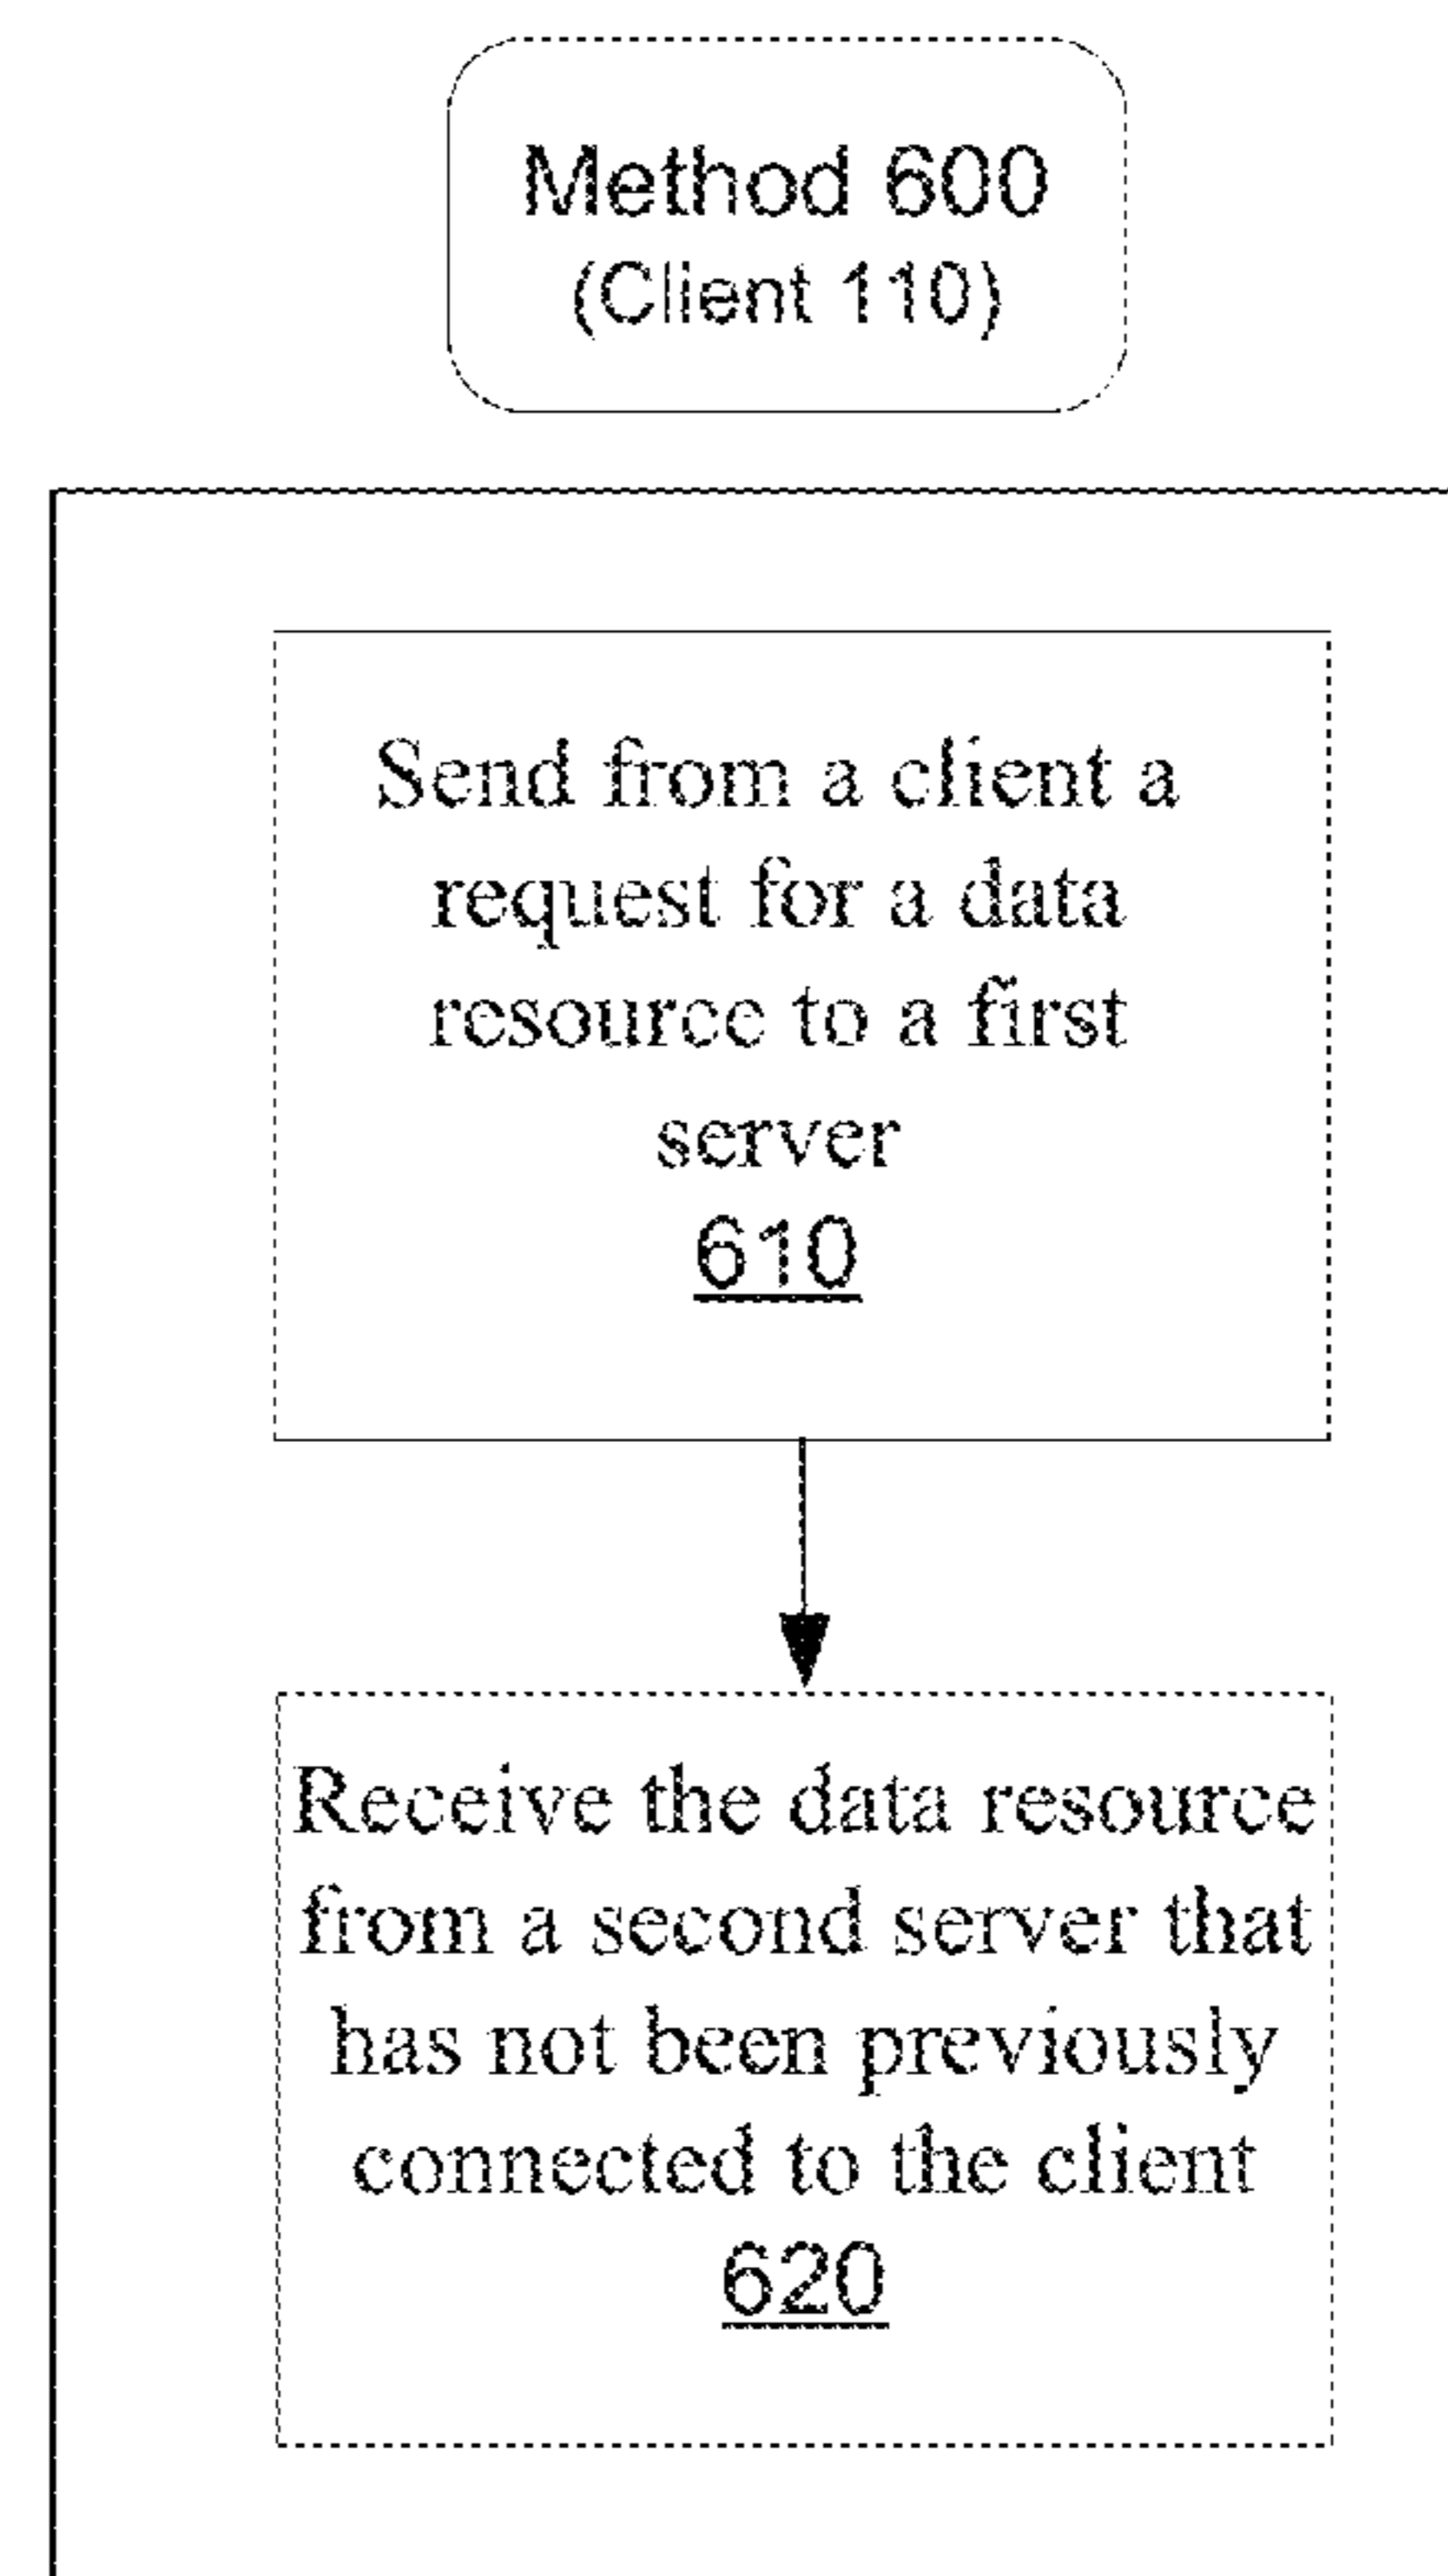 Method 600
(Client 110)
Send from a client a
request for a data
resource to a first
server
610
Receive the data resource
from a second server that
has not been previously
connected to the client
620